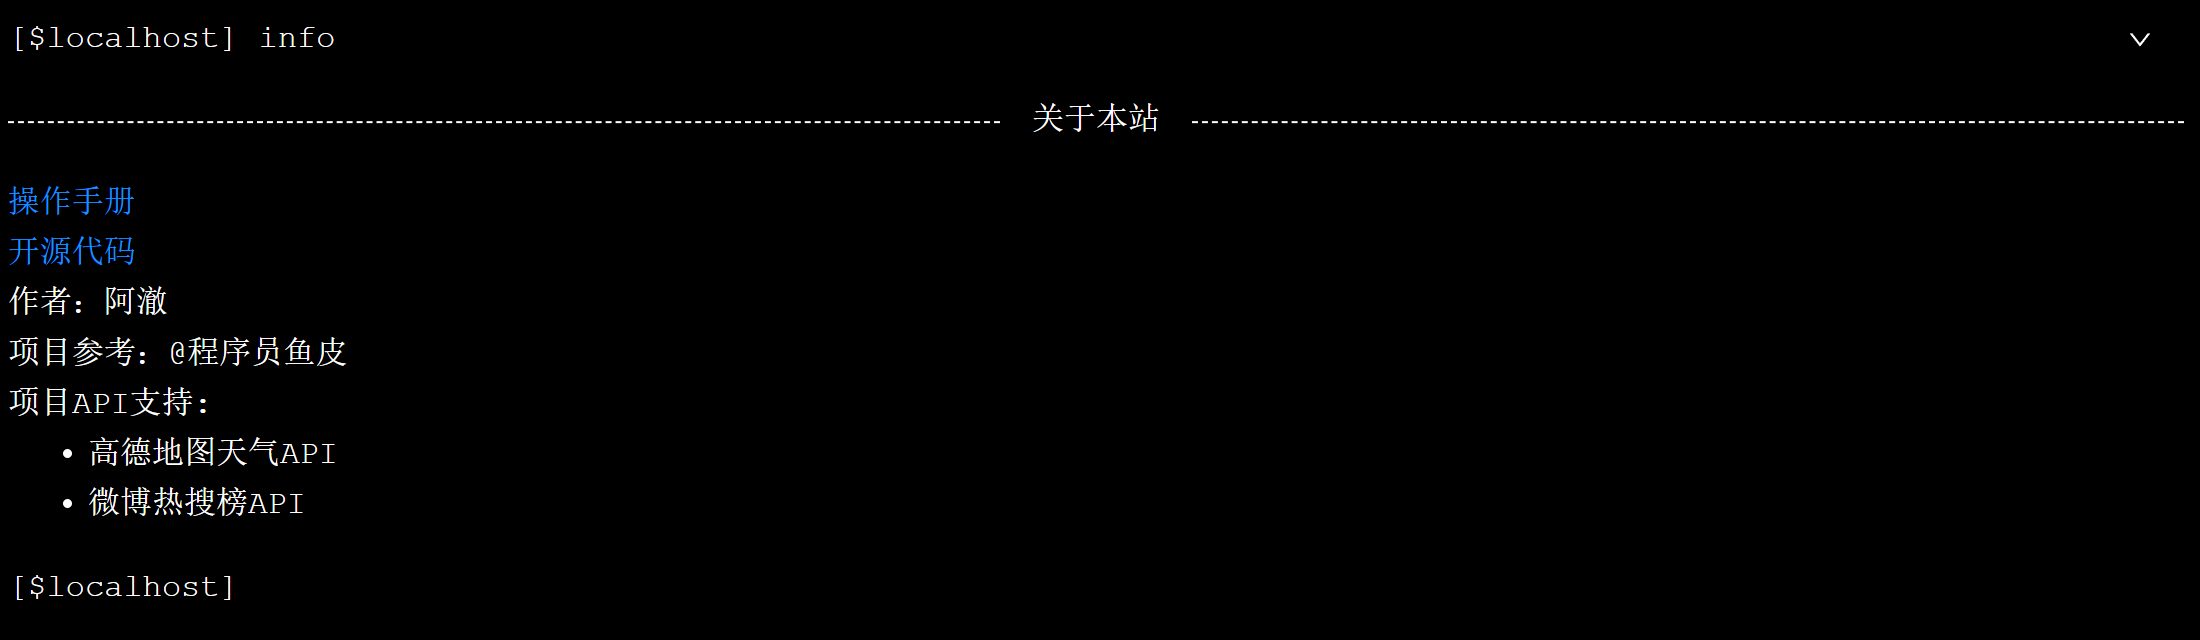 [$localhost] info
关于本站
操作手册
开源代码
作者：阿澈
项目参考：@程序员鱼皮
项目API支持：
• 高德地图天气API
• 微博热搜榜API
[$localhost]